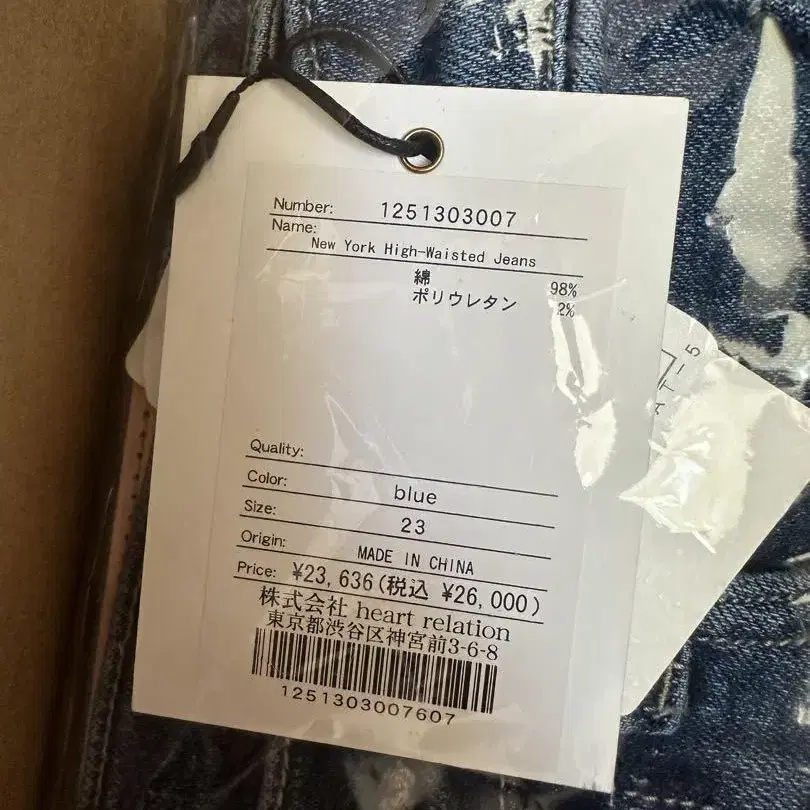 Number: 1251303007
Name:
New York High-Waisted Jeans
綿 98%
ポリウレタン 2%
Quality:
Color: blue
Size: 23
Origin: MADE IN CHINA
Price: ¥23,636(税込 ¥26,000)
株式会社 heart relation
東京都渋谷区神宮前3-6-8
1251303007607